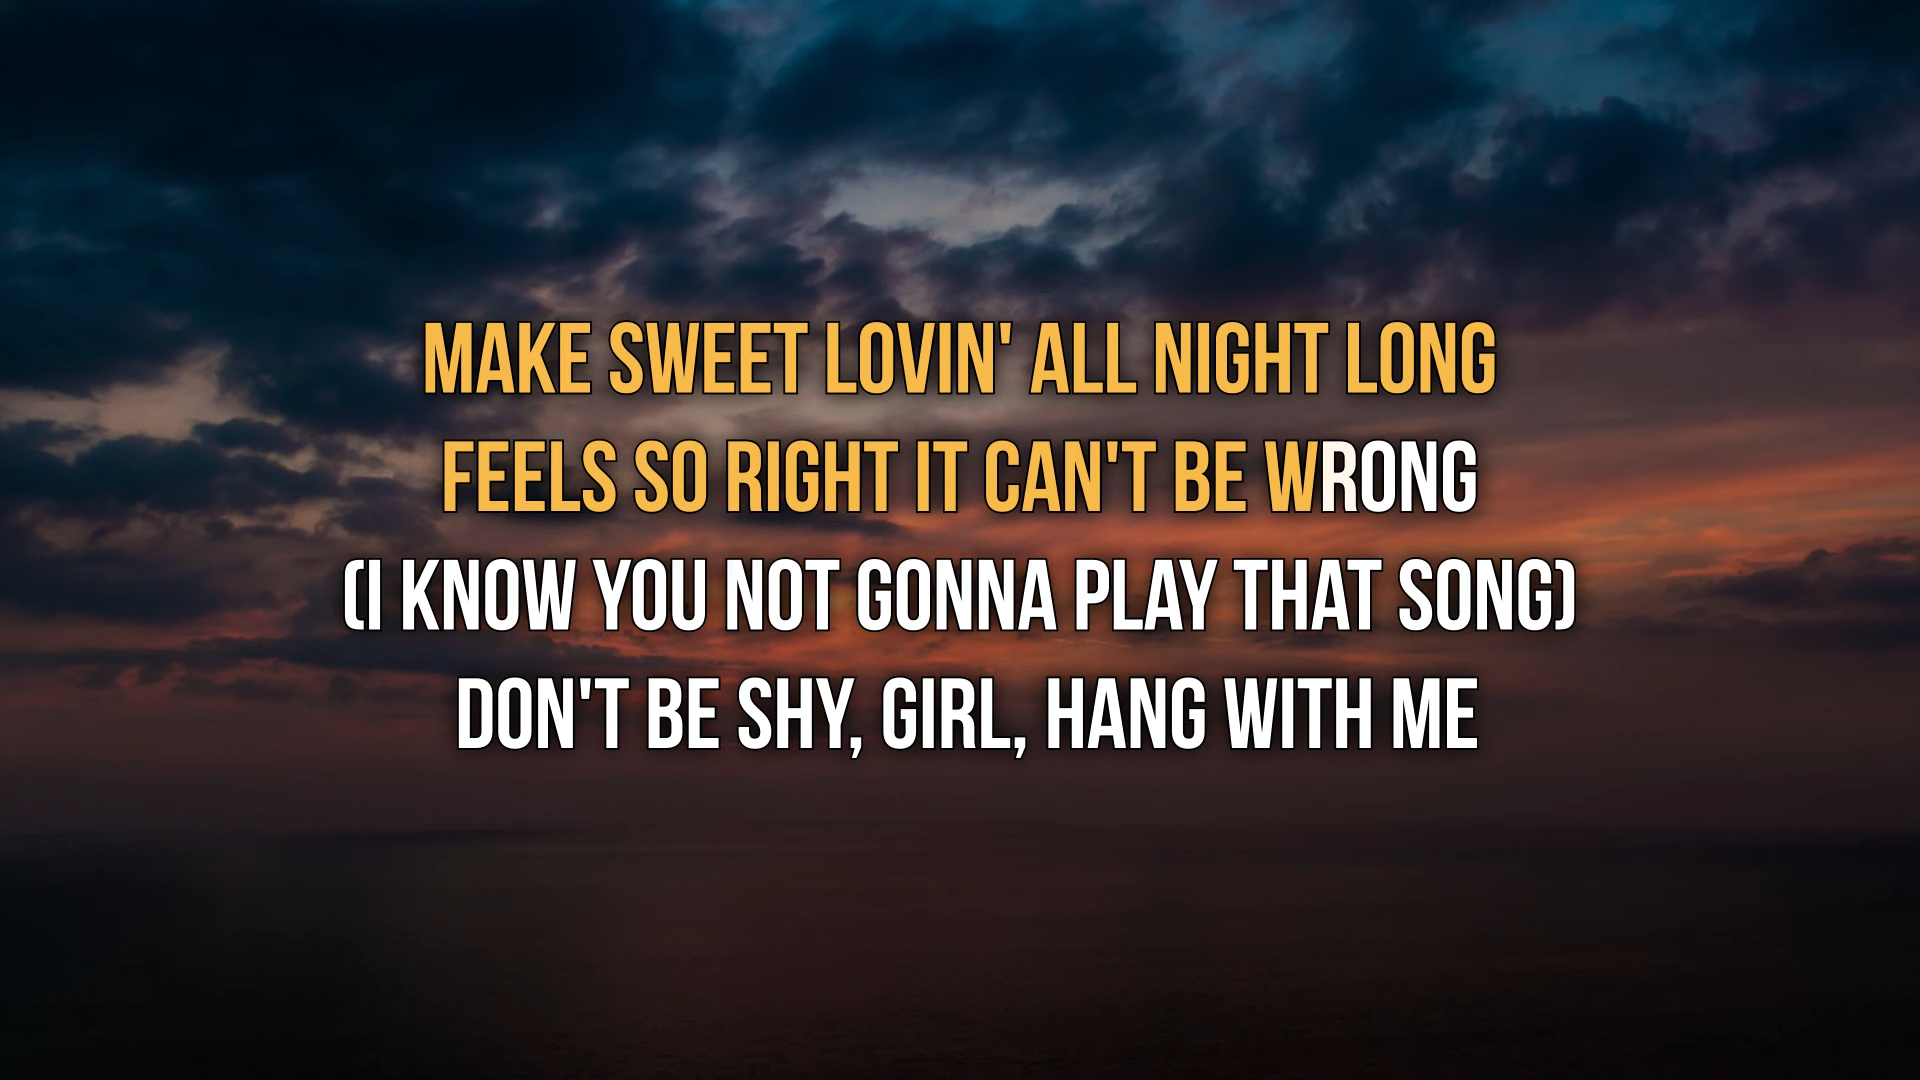 MAKE SWEET LOVIN' ALL NIGHT LONG
FEELS SO RIGHT IT CAN'T BE WRONG
(I KNOW YOU NOT GONNA PLAY THAT SONG)
DON'T BE SHY, GIRL, HANG WITH ME